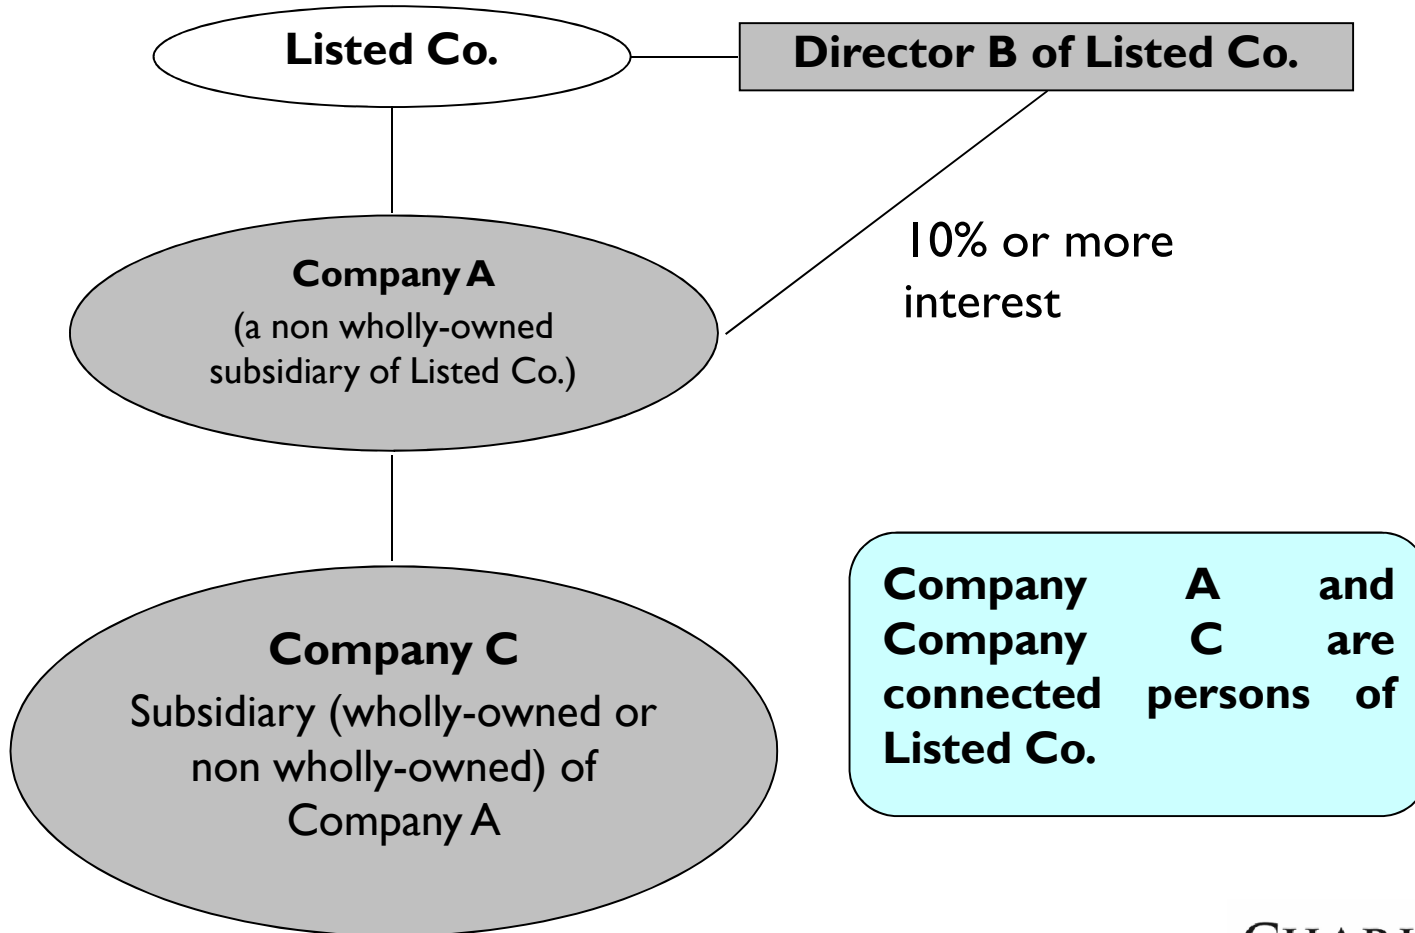 Listed Co.
Director B of Listed Co.
10% or more
interest
Company A
(a non wholly-owned
subsidiary of Listed Co.)
Company C
Subsidiary (wholly-owned or
non wholly-owned) of
Company A
Company A and
Company C are
connected persons of
Listed Co.